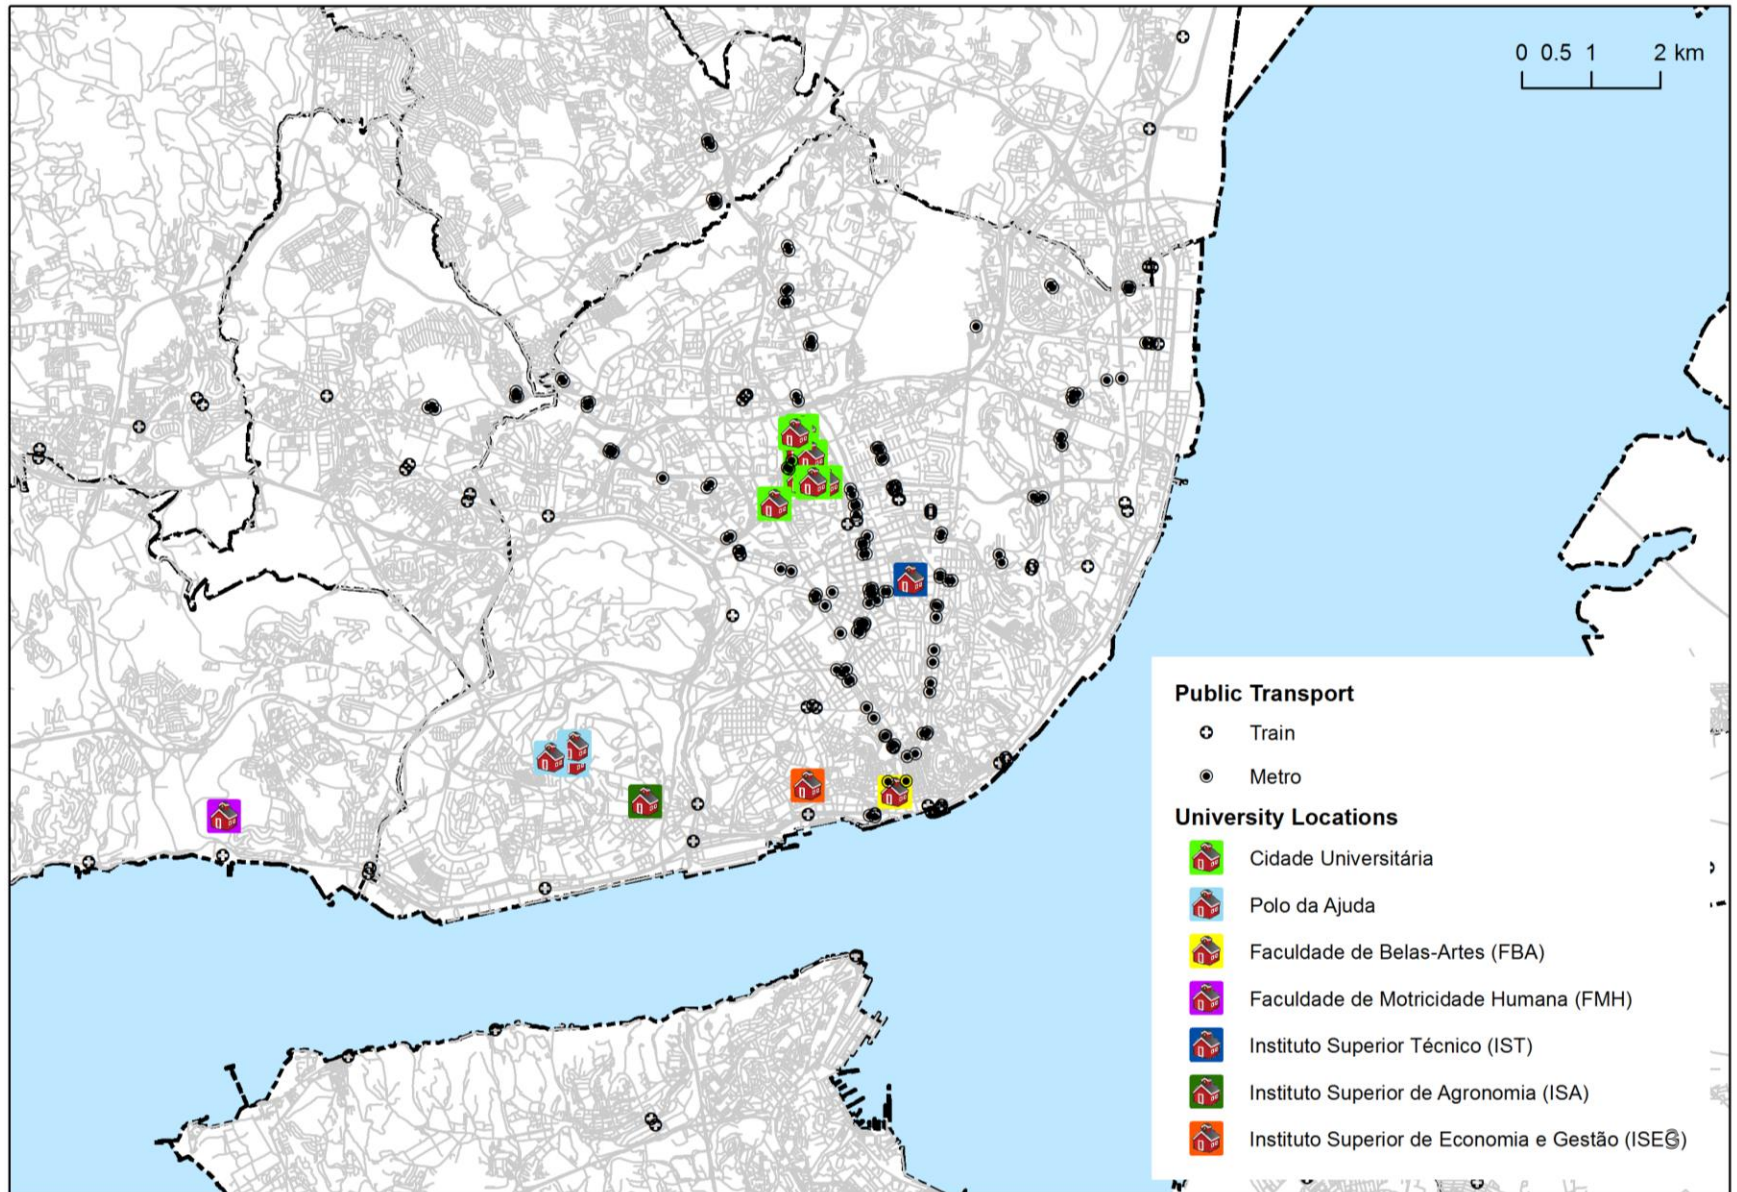 0 0.5 1 2 km
Public Transport
Train
Metro
University Locations
Cidade Universitária
Polo da Ajuda
Faculdade de Belas-Artes (FBA)
Faculdade de Motricidade Humana (FMH)
Instituto Superior Técnico (IST)
Instituto Superior de Agronomia (ISA)
Instituto Superior de Economia e Gestão (ISEG)